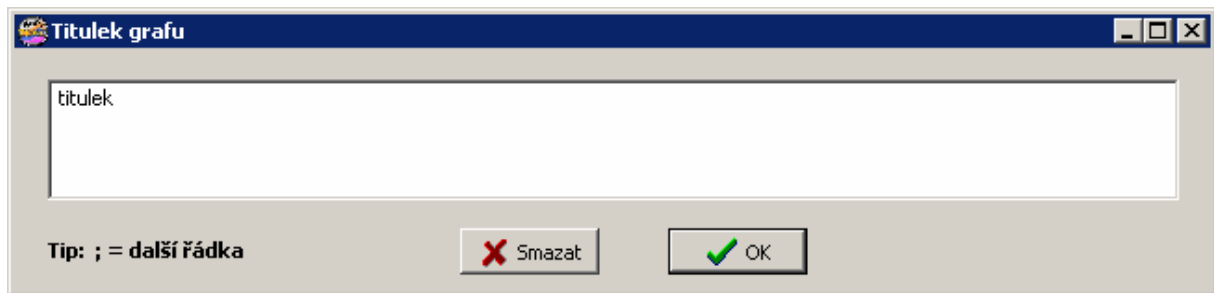 Titulek grafu
titulek
Tip: ; = další řádka
Smazat
OK